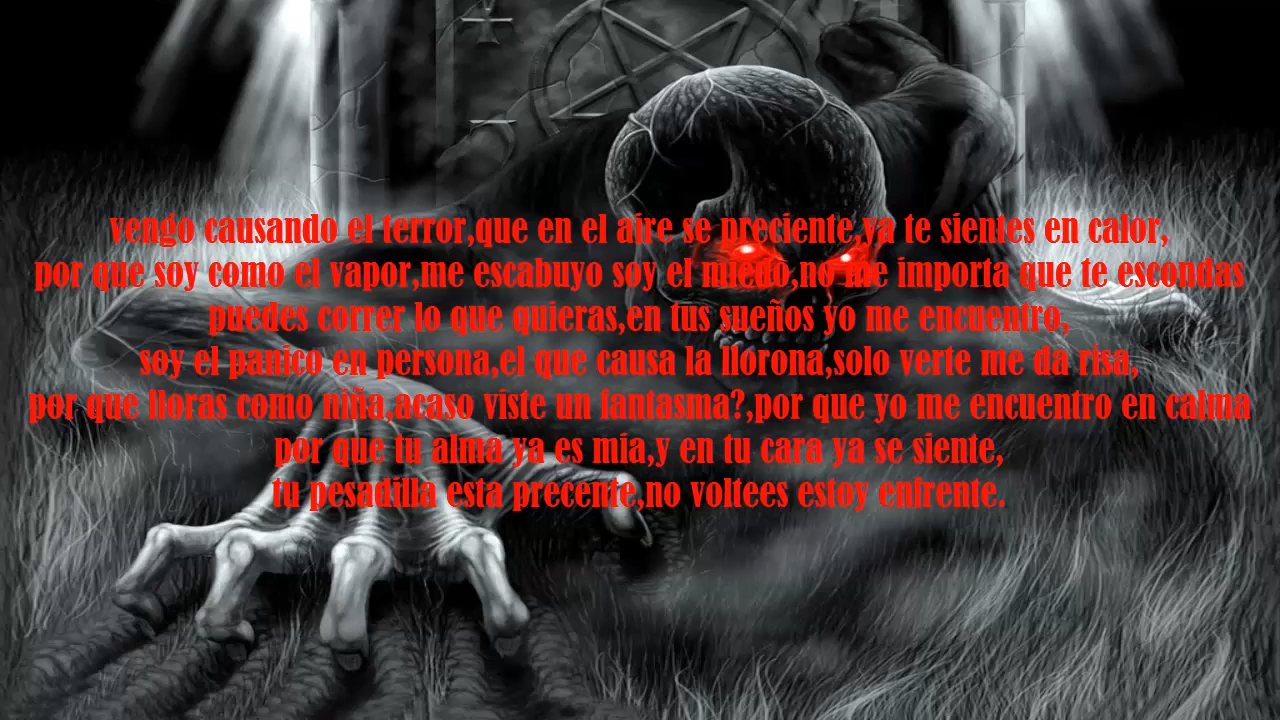 vengo causando el terror,que en el aire se preciente,ya te sientes en calor,
por que soy como el vapor,me escabuyo soy el miedo,no me importa que te escondas
puedes correr lo que quieras,en tus sueños yo me encuentro,
soy el panico en persona,el que causa la llorona,solo verte me da risa,
por que lloras como niña,acaso viste un fantasma?,por que yo me encuentro en calma
por que tu alma ya es mia,y en tu cara ya se siente,
tu pesadilla esta precente,no voltees estoy enfrente.